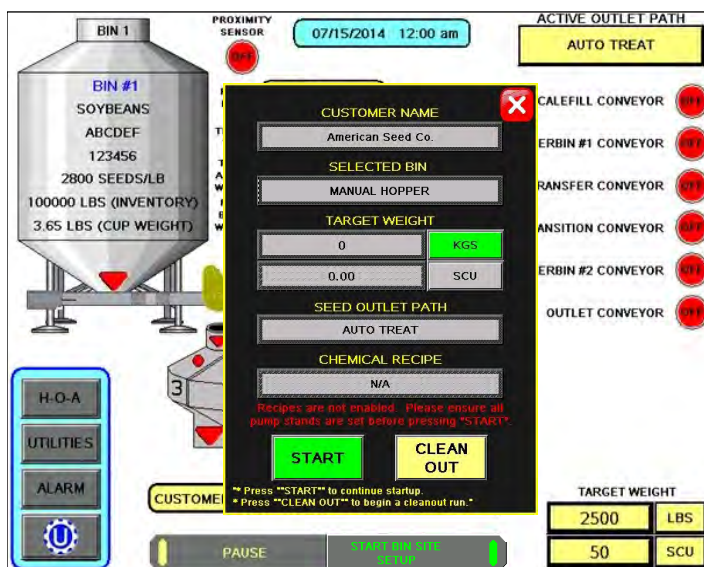 BIN 1
PROXIMITY
SENSOR
OFF
07/15/2014 12:00 am
ACTIVE OUTLET PATH
AUTO TREAT
BIN #1
SOYBEANS
ABCDEF
123456
2800 SEEDS/LB
100000 LBS (INVENTORY)
3.65 LBS (CUP WEIGHT)
CUSTOMER NAME
American Seed Co.
SELECTED BIN
MANUAL HOPPER
TARGET WEIGHT
0 KGS
0.00 SCU
SEED OUTLET PATH
AUTO TREAT
CHEMICAL RECIPE
N/A
Recipes are not enabled. Please ensure all
pump stands are set before pressing "START".
START
CLEAN
OUT
"* Press ""START"" to continue startup.
* Press ""CLEAN OUT"" to begin a cleanout run."
CALEFILL CONVEYOR OFF
ERBIN #1 CONVEYOR OFF
RANSFER CONVEYOR OFF
ANSITION CONVEYOR OFF
ERBIN #2 CONVEYOR OFF
OUTLET CONVEYOR OFF
3
H-O-A
UTILITIES
ALARM
U
CUSTOME
PAUSE
START BIN SITE
SETUP
TARGET WEIGHT
2500 LBS
50 SCU